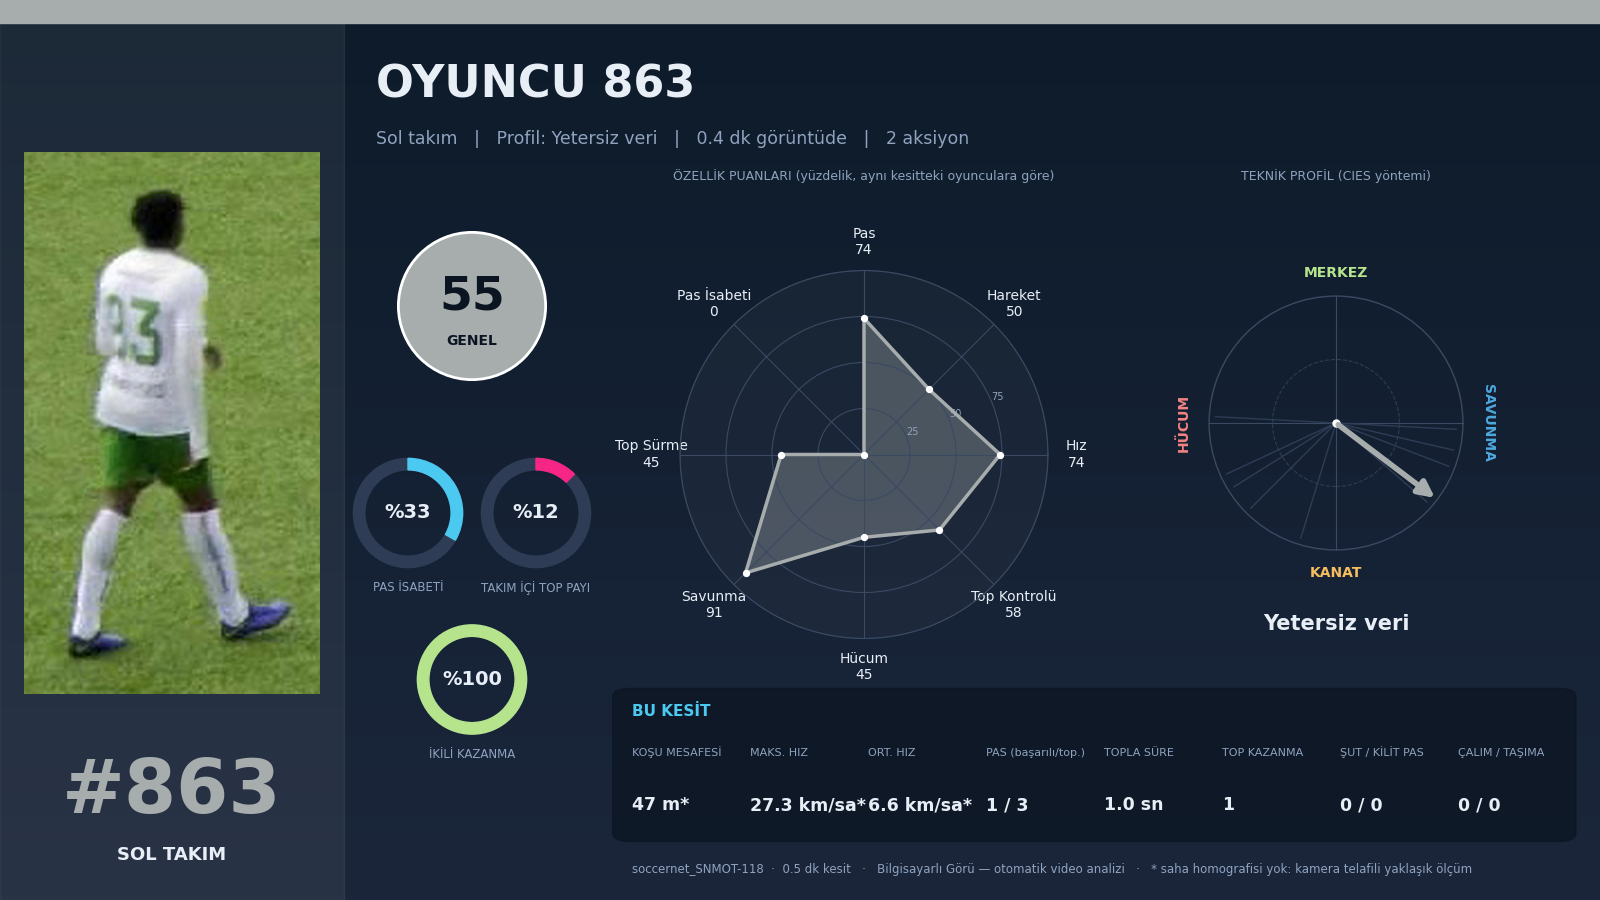 OYUNCU 863
Sol takım | Profil: Yetersiz veri | 0.4 dk görüntüde | 2 aksiyon
ÖZELLİK PUANLARI (yüzdelik, aynı kesitteki oyunculara göre)
TEKNİK PROFİL (CIES yöntemi)
55
GENEL
%33
PAS İSABETİ
%12
TAKIM İÇİ TOP PAYI
%100
İKİLİ KAZANMA
Pas
74
Hareket
50
Hız
74
Top Kontrolü
58
Hücum
45
Savunma
91
Top Sürme
45
Pas İsabeti
0
25
50
75
MERKEZ
HÜCUM
SAVUNMA
KANAT
Yetersiz veri
#863
SOL TAKIM
BU KESİT
KOŞU MESAFESİ MAKS. HIZ ORT. HIZ PAS (başarılı/top.) TOPLA SÜRE TOP KAZANMA ŞUT / KİLİT PAS ÇALIM / TAŞIMA
47 m* 27.3 km/sa* 6.6 km/sa* 1 / 3 1.0 sn 1 0 / 0 0 / 0
soccernet_SNMOT-118 · 0.5 dk kesit · Bilgisayarlı Görü — otomatik video analizi · * saha homografisi yok: kamera telafili yaklaşık ölçüm